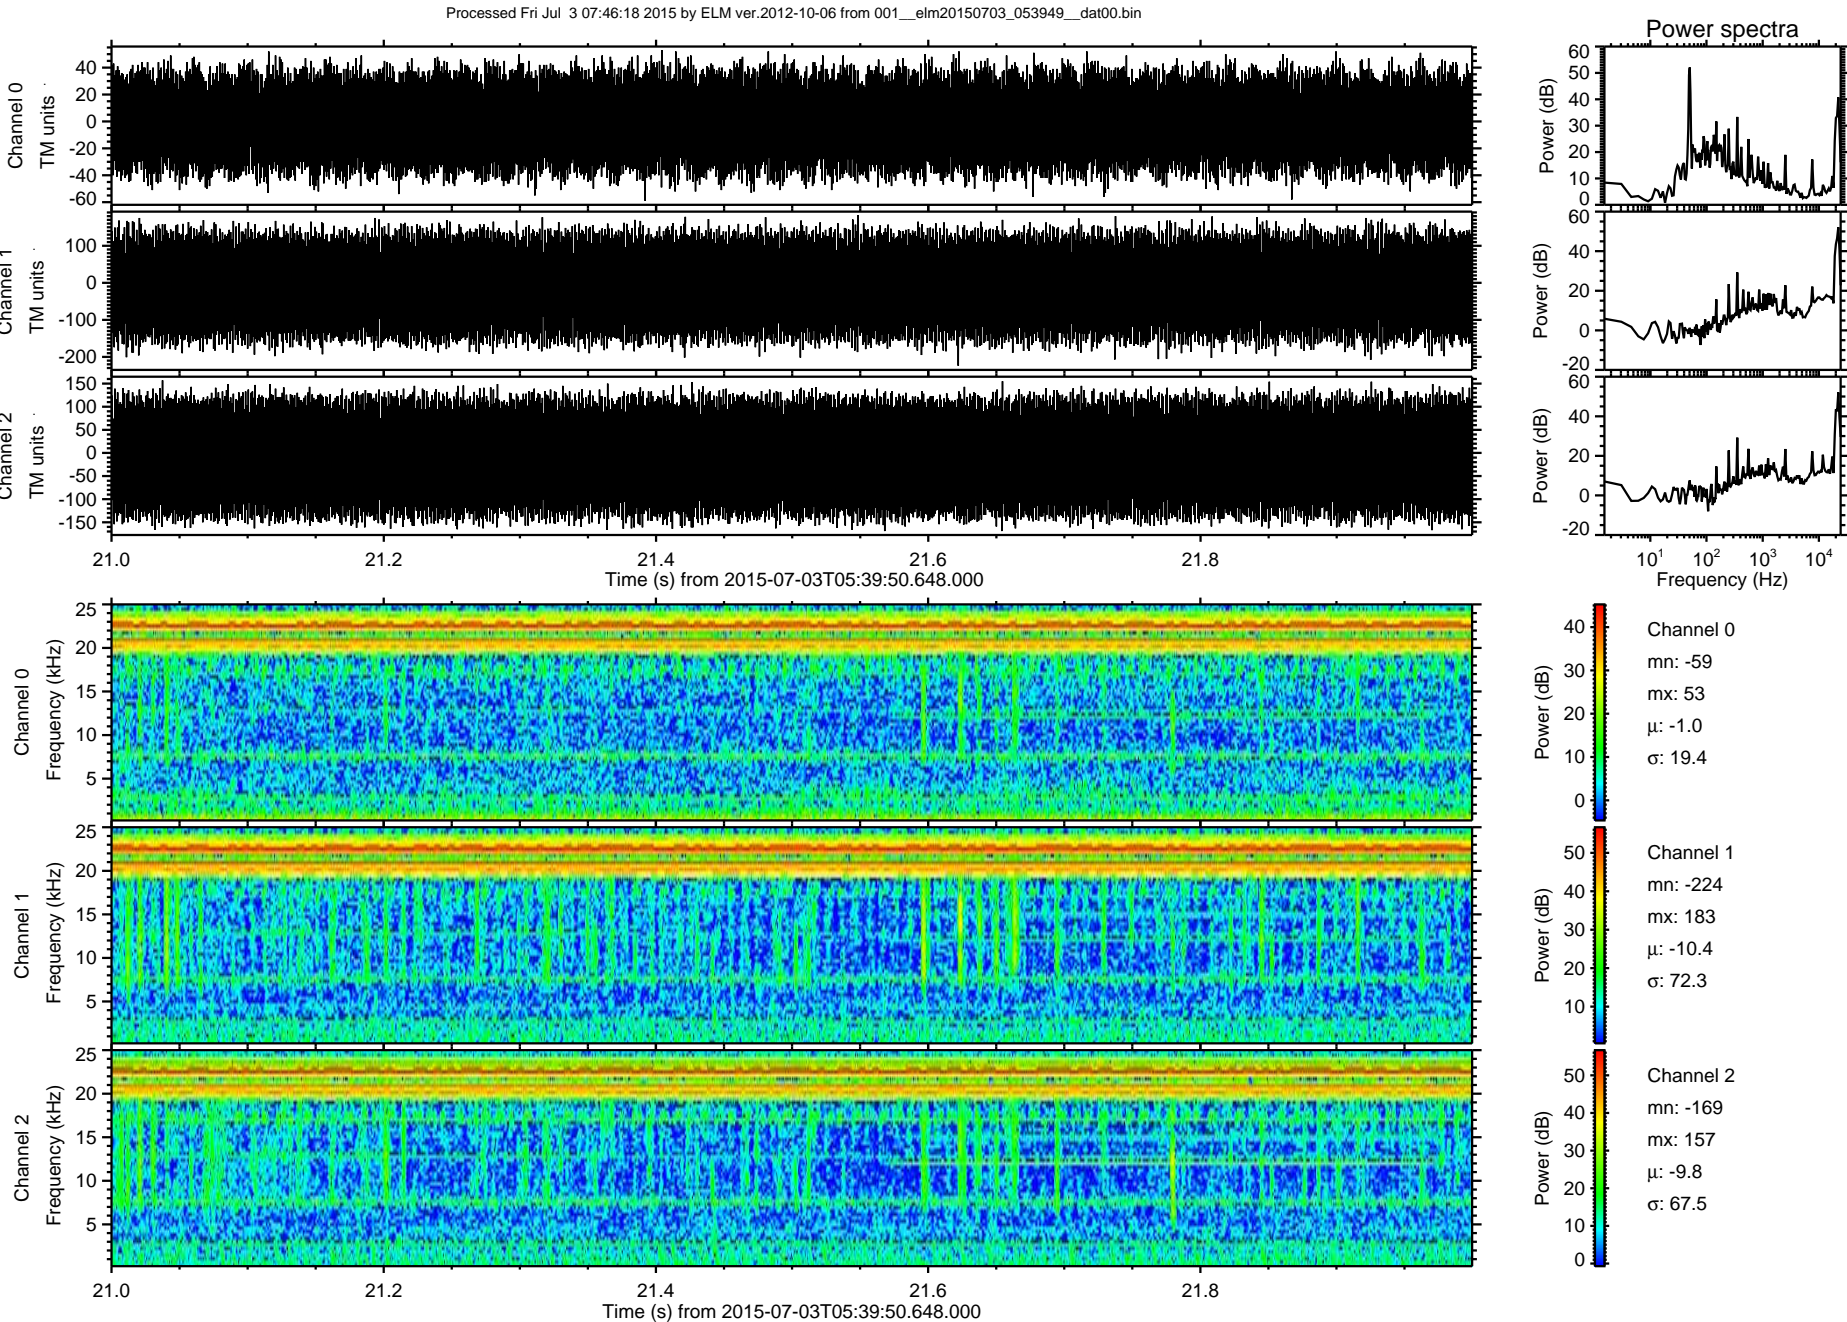 Processed Fri Jul  3 07:46:18 2015 by ELM ver.2012-10-06 from 001__elm20150703_053949__dat00.bin
Power spectra
Channel 0
TM units
40
20
0
-20
-40
-60
Power (dB)
60
50
40
30
20
10
0
Channel 1
TM units
100
0
-100
-200
Power (dB)
60
40
20
0
-20
Channel 2
TM units
150
100
50
0
-50
-100
-150
Power (dB)
60
40
20
0
-20
21.0 21.2 21.4 21.6 21.8
Time (s) from 2015-07-03T05:39:50.648.000
10^1 10^2 10^3 10^4
Frequency (Hz)
Channel 0
Frequency (kHz)
25
20
15
10
5
Power (dB)
40
30
20
10
0
Channel 0
mn: -59
mx: 53
μ: -1.0
σ: 19.4
Channel 1
Frequency (kHz)
25
20
15
10
5
Power (dB)
50
40
30
20
10
Channel 1
mn: -224
mx: 183
μ: -10.4
σ: 72.3
Channel 2
Frequency (kHz)
25
20
15
10
5
Power (dB)
50
40
30
20
10
0
Channel 2
mn: -169
mx: 157
μ: -9.8
σ: 67.5
21.0 21.2 21.4 21.6 21.8
Time (s) from 2015-07-03T05:39:50.648.000